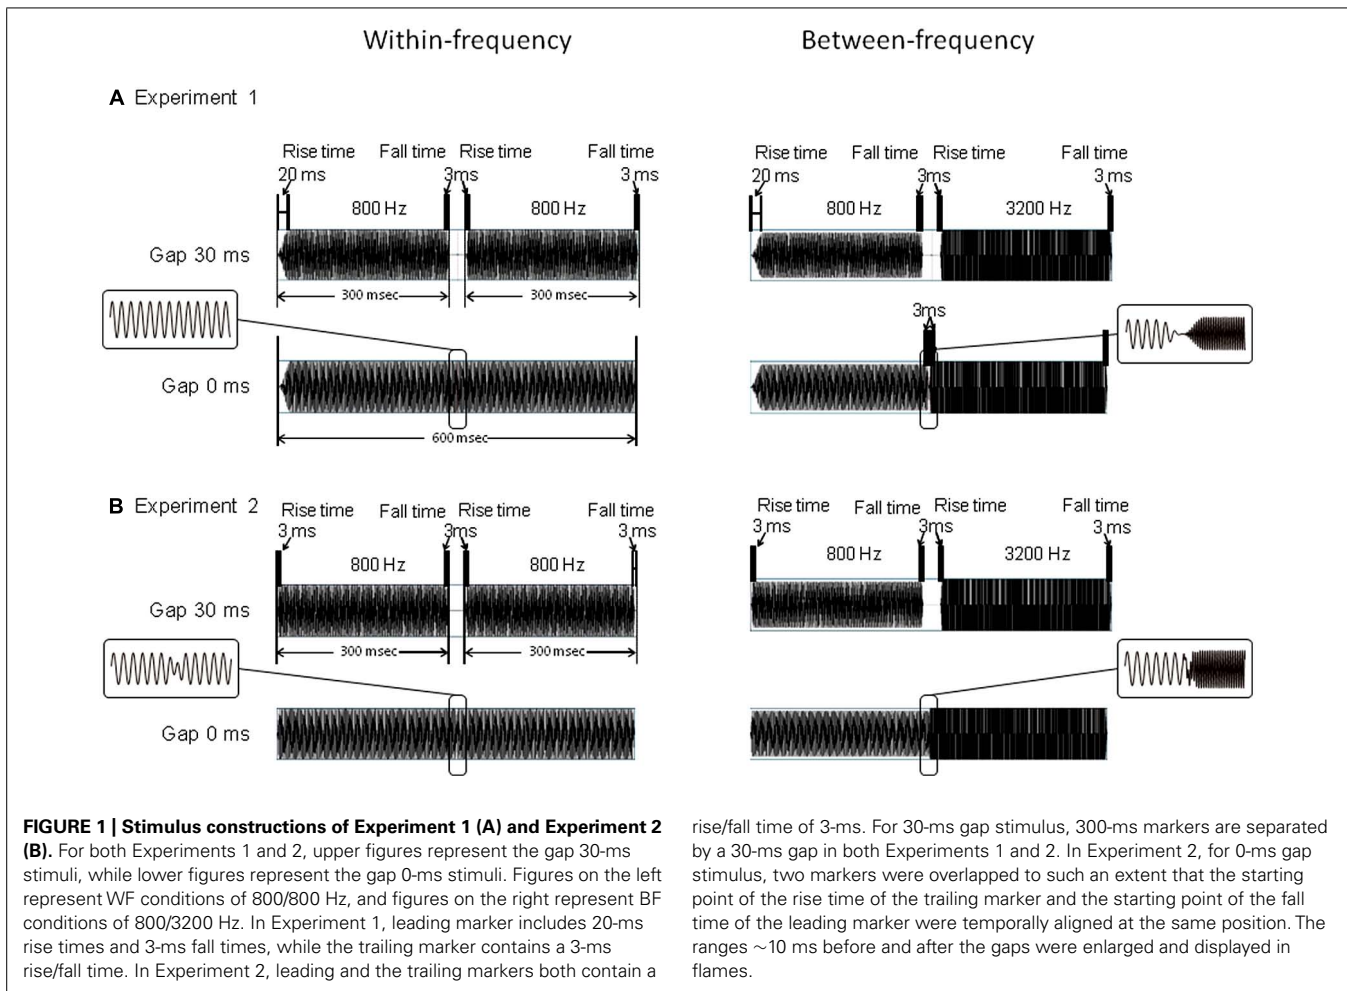 Within-frequency
Between-frequency
A Experiment 1
Rise time Fall time Rise time Fall time
20 ms 3ms 3 ms
800 Hz 800 Hz
Gap 30 ms
300 msec 300 msec
Gap 0 ms
600 msec
Rise time Fall time Rise time Fall time
20 ms 3ms 3 ms
800 Hz 3200 Hz
3ms
B Experiment 2
Rise time Fall time Rise time Fall time
3 ms 3ms 3 ms
800 Hz 800 Hz
Gap 30 ms
300 msec 300 msec
Gap 0 ms
Rise time Fall time Rise time Fall time
3 ms 3ms 3 ms
800 Hz 3200 Hz
FIGURE 1 | Stimulus constructions of Experiment 1 (A) and Experiment 2
(B). For both Experiments 1 and 2, upper figures represent the gap 30-ms
stimuli, while lower figures represent the gap 0-ms stimuli. Figures on the left
represent WF conditions of 800/800 Hz, and figures on the right represent BF
conditions of 800/3200 Hz. In Experiment 1, leading marker includes 20-ms
rise times and 3-ms fall times, while the trailing marker contains a 3-ms
rise/fall time. In Experiment 2, leading and the trailing markers both contain a
rise/fall time of 3-ms. For 30-ms gap stimulus, 300-ms markers are separated
by a 30-ms gap in both Experiments 1 and 2. In Experiment 2, for 0-ms gap
stimulus, two markers were overlapped to such an extent that the starting
point of the rise time of the trailing marker and the starting point of the fall
time of the leading marker were temporally aligned at the same position. The
ranges ~10 ms before and after the gaps were enlarged and displayed in
flames.